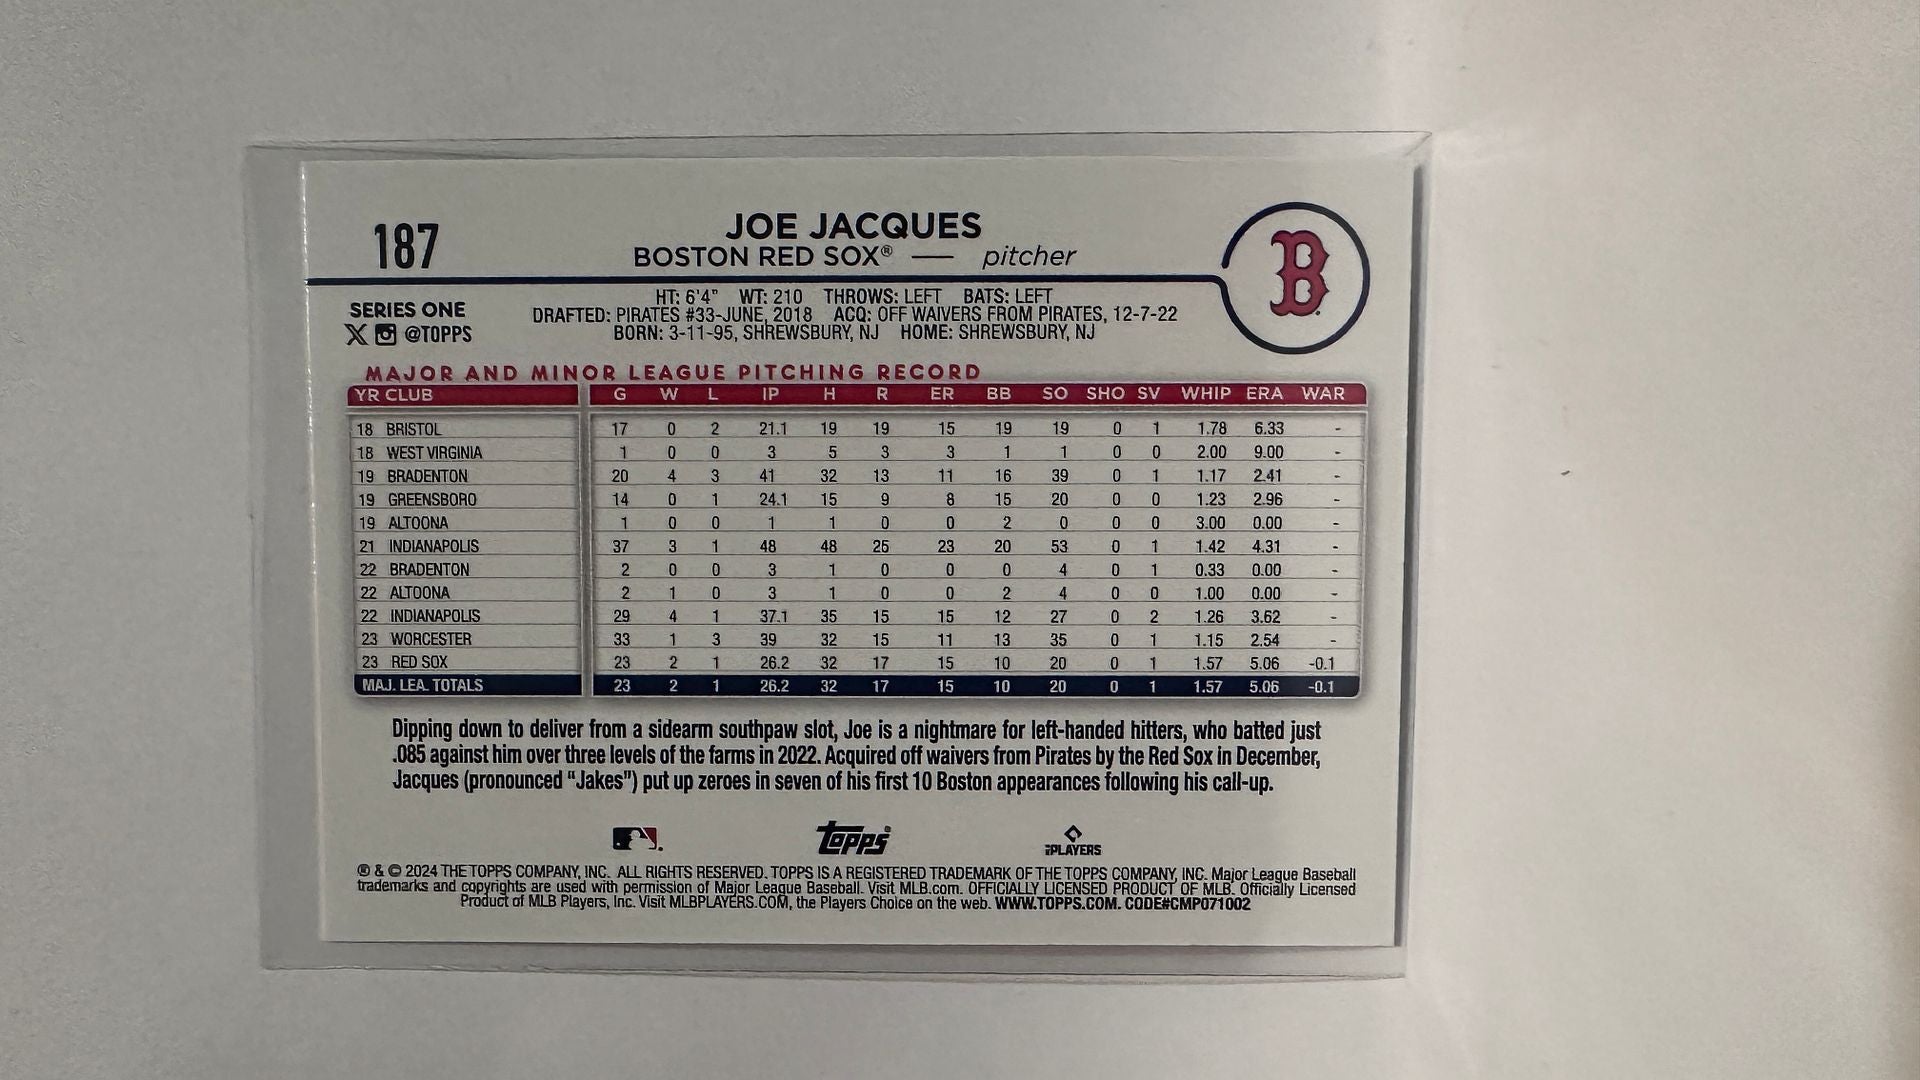 187
JOE JACQUES
BOSTON RED SOX® — pitcher
B
SERIES ONE
X @TOPPS
HT: 6'4" WT: 210 THROWS: LEFT BATS: LEFT
DRAFTED: PIRATES #33-JUNE, 2018 ACQ: OFF WAIVERS FROM PIRATES, 12-7-22
BORN: 3-11-95, SHREWSBURY, NJ HOME: SHREWSBURY, NJ
MAJOR AND MINOR LEAGUE PITCHING RECORD
YR CLUB G W L IP H R ER BB SO SHO SV WHIP ERA WAR
18 BRISTOL 17 0 2 21.1 19 19 15 19 19 0 1 1.78 6.33 -
18 WEST VIRGINIA 1 0 0 3 5 3 3 1 1 0 0 2.00 9.00 -
19 BRADENTON 20 4 3 41 32 13 11 16 39 0 1 1.17 2.41 -
19 GREENSBORO 14 0 1 24.1 15 9 8 15 20 0 0 1.23 2.96 -
19 ALTOONA 1 0 0 1 1 0 0 2 0 0 0 3.00 0.00 -
21 INDIANAPOLIS 37 3 1 48 48 25 23 20 53 0 1 1.42 4.31 -
22 BRADENTON 2 0 0 3 1 0 0 0 4 0 1 0.33 0.00 -
22 ALTOONA 2 1 0 3 1 0 0 2 4 0 0 1.00 0.00 -
22 INDIANAPOLIS 29 4 1 37.1 35 15 15 12 27 0 2 1.26 3.62 -
23 WORCESTER 33 1 3 39 32 15 11 13 35 0 1 1.15 2.54 -
23 RED SOX 23 2 1 26.2 32 17 15 10 20 0 1 1.57 5.06 -0.1
MAJ. LEA. TOTALS 23 2 1 26.2 32 17 15 10 20 0 1 1.57 5.06 -0.1
Dipping down to deliver from a sidearm southpaw slot, Joe is a nightmare for left-handed hitters, who batted just
.085 against him over three levels of the farms in 2022. Acquired off waivers from Pirates by the Red Sox in December,
Jacques (pronounced “Jakes”) put up zeroes in seven of his first 10 Boston appearances following his call-up.
topps
PLAYERS
® & © 2024 THE TOPPS COMPANY, INC. ALL RIGHTS RESERVED. TOPPS IS A REGISTERED TRADEMARK OF THE TOPPS COMPANY, INC. Major League Baseball
trademarks and copyrights are used with permission of Major League Baseball. Visit MLB.com. OFFICIALLY LICENSED PRODUCT OF MLB. Officially Licensed
Product of MLB Players, Inc. Visit MLBPLAYERS.COM, the Players Choice on the web. WWW.TOPPS.COM. CODE#CMP071002